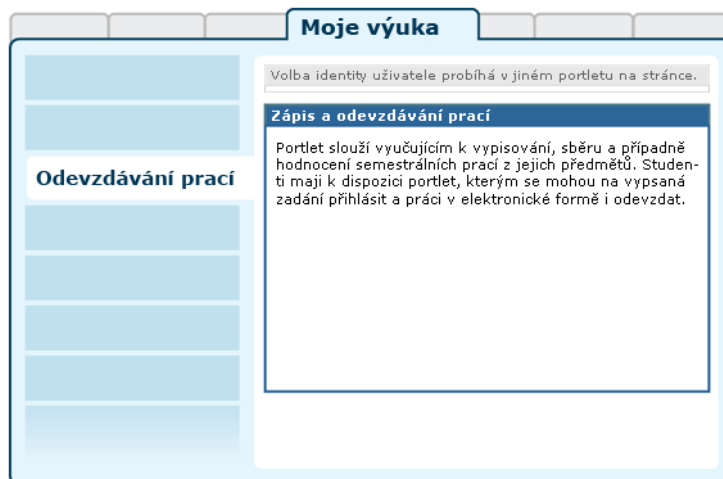 Moje výuka
Volba identity uživatele probíhá v jiném portletu na stránce.
Zápis a odevzdávání prací
Portlet slouží vyučujícím k vypisování, sběru a případně
hodnocení semestrálních prací z jejich předmětů. Studen-
ti maji k dispozici portlet, kterým se mohou na vypsaná
zadání přihlásit a práci v elektronické formě i odevzdat.
Odevzdávání prací